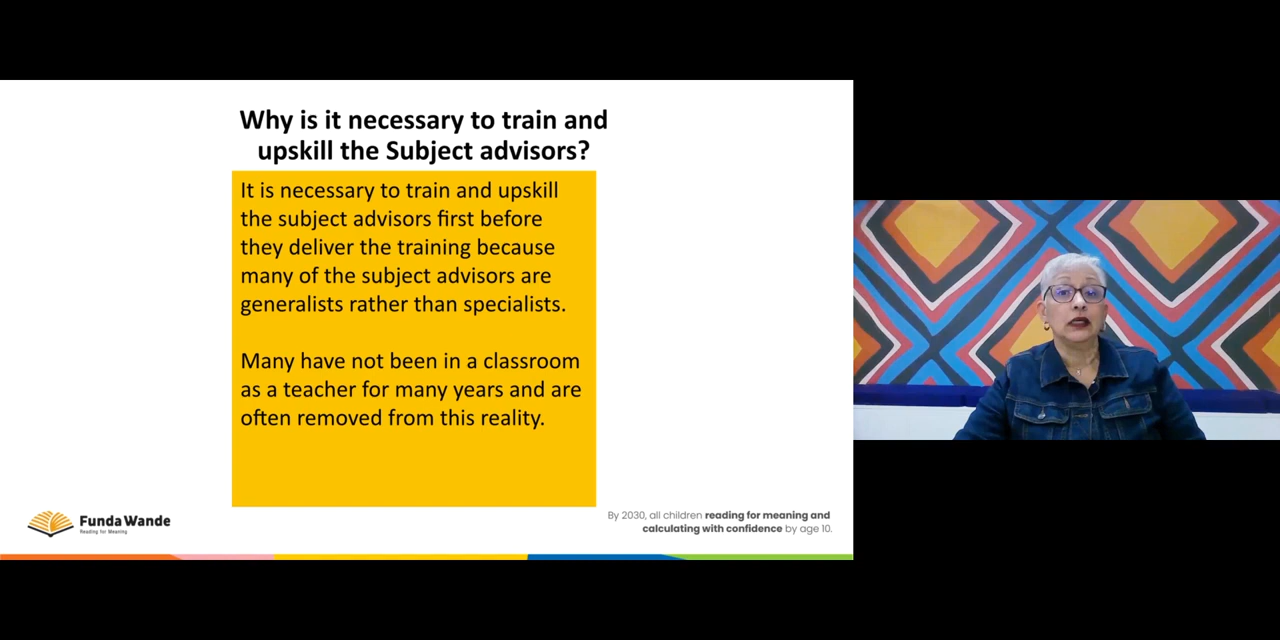 Why is it necessary to train and
upskill the Subject advisors?
It is necessary to train and upskill
the subject advisors first before
they deliver the training because
many of the subject advisors are
generalists rather than specialists.
Many have not been in a classroom
as a teacher for many years and are
often removed from this reality.
Funda Wande
Reading for Meaning
By 2030, all children reading for meaning and
calculating with confidence by age 10.